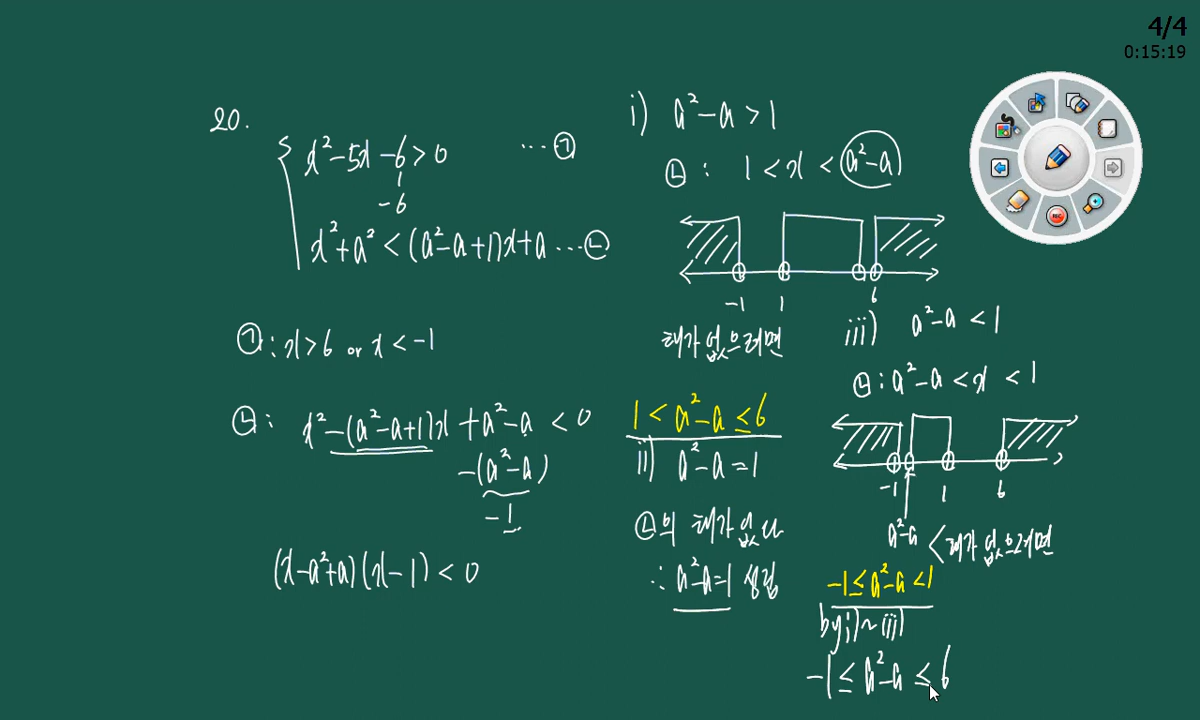 4/4
0:15:19
20.
x²-5x-6>0 ···㉠
1
-6
x²+a²<(a²-a+1)x+a ···㉡
㉠: x>6 or x<-1
㉡: x²-(a²-a+1)x+a²-a<0
-(a²-a)
-1
(x-a²+a)(x-1)<0
i) a²-a>1
㉡: 1<x<a²-a
-1 1 6
해가 없으려면
1<a²-a≤6
ii) a²-a=1
㉡의 해가 없다
∴ a²-a=1 성립
iii) a²-a<1
㉡: a²-a<x<1
-1 1 6
a²-a
해가 없으려면
-1≤a²-a<1
by i)~iii)
-1≤a²-a≤6
REC